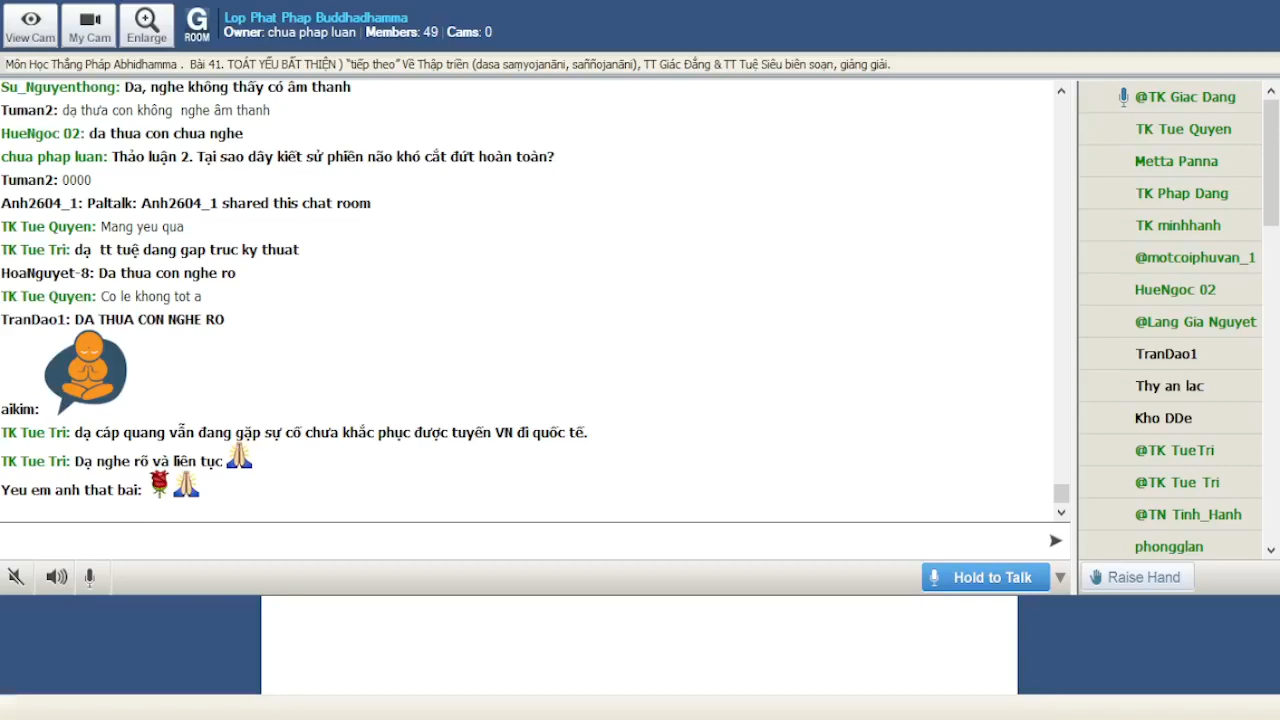 View Cam
My Cam
Enlarge
G
ROOM
Lop Phat Phap Buddhadhamma
Owner: chua phap luan | Members: 49 | Cams: 0
Môn Học Thắng Pháp Abhidhamma .  Bài 41. TOÁT YẾU BẤT THIỆN ) “tiếp theo” Về Thập triền (dasa saṃyojanāni, saññojanāni), TT Giác Đẳng & TT Tuệ Siêu biên soạn, giảng giải.
Su_Nguyenthong: Da, nghe không thấy có âm thanh
Tuman2: dạ thưa con không  nghe âm thanh
HueNgoc 02: da thua con chua nghe
chua phap luan: Thảo luận 2. Tại sao dây kiết sử phiền não khó cắt đứt hoàn toàn?
Tuman2: 0000
Anh2604_1: Paltalk: Anh2604_1 shared this chat room
TK Tue Quyen: Mang yeu qua
TK Tue Tri: dạ  tt tuệ dang gap truc ky thuat
HoaNguyet-8: Da thua con nghe ro
TK Tue Quyen: Co le khong tot a
TranDao1: DA THUA CON NGHE RO
aikim:
TK Tue Tri: dạ cáp quang vẫn đang gặp sự cố chưa khắc phục được tuyến VN đi quốc tế.
TK Tue Tri: Dạ nghe rõ và liên tục
Yeu em anh that bai:
Hold to Talk
@TK Giac Dang
TK Tue Quyen
Metta Panna
TK Phap Dang
TK minhhanh
@motcoiphuvan_1
HueNgoc 02
@Lang Gia Nguyet
TranDao1
Thy an lac
Kho DDe
@TK TueTri
@TK Tue Tri
@TN Tinh_Hanh
phongglan
Raise Hand